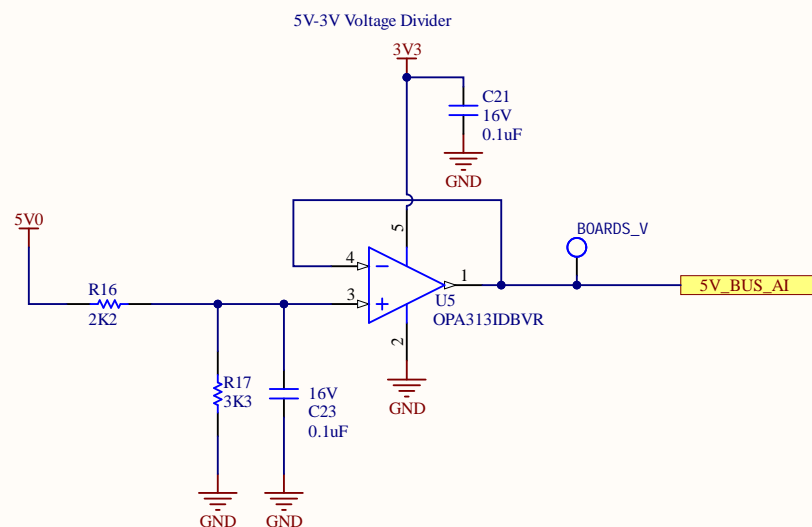 5V-3V Voltage Divider
3V3
C21
16V
0.1uF
GND
5V0
R16
2K2
4
3
5
1
2
U5
OPA313IDBVR
BOARDS_V
5V_BUS_AI
R17
3K3
16V
C23
0.1uF
GND
GND
GND